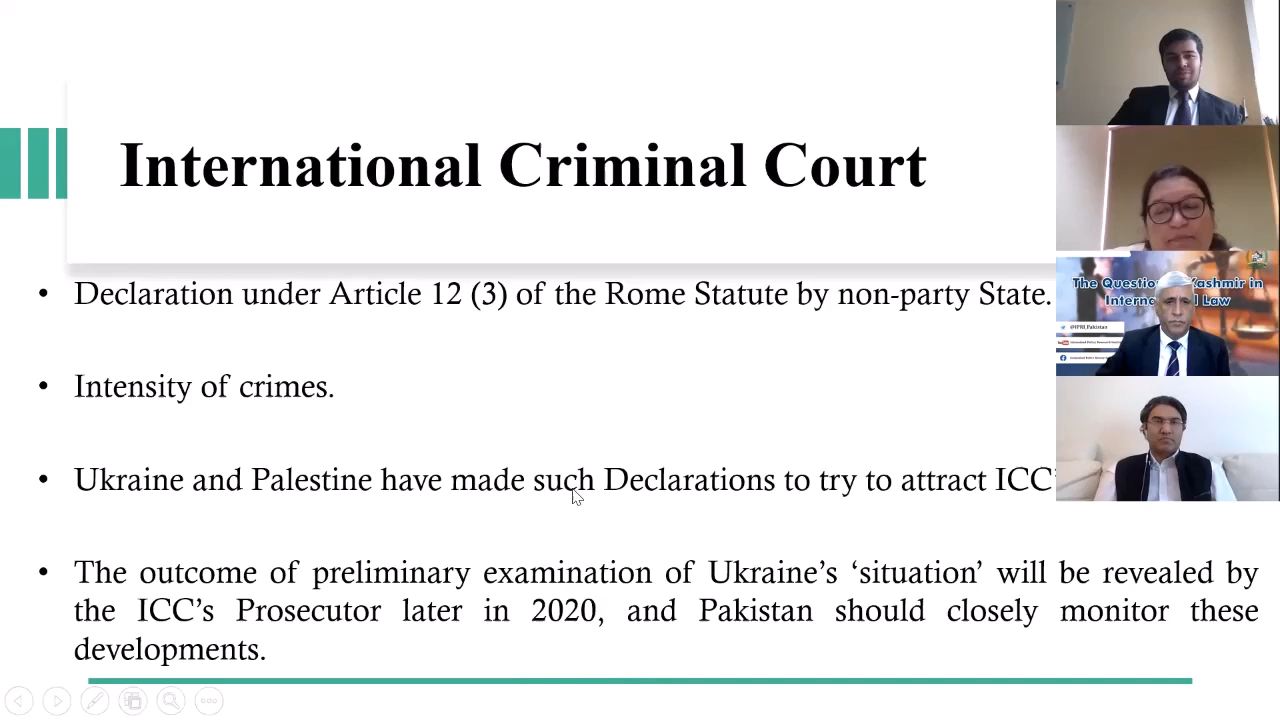 International Criminal Court
• Declaration under Article 12 (3) of the Rome Statute by non-party State.
• Intensity of crimes.
• Ukraine and Palestine have made such Declarations to try to attract ICC’
• The outcome of preliminary examination of Ukraine’s ‘situation’ will be revealed by
the ICC’s Prosecutor later in 2020, and Pakistan should closely monitor these
developments.
The Questio Kashmir in
Intern l Law
@IPRI_Pakistan